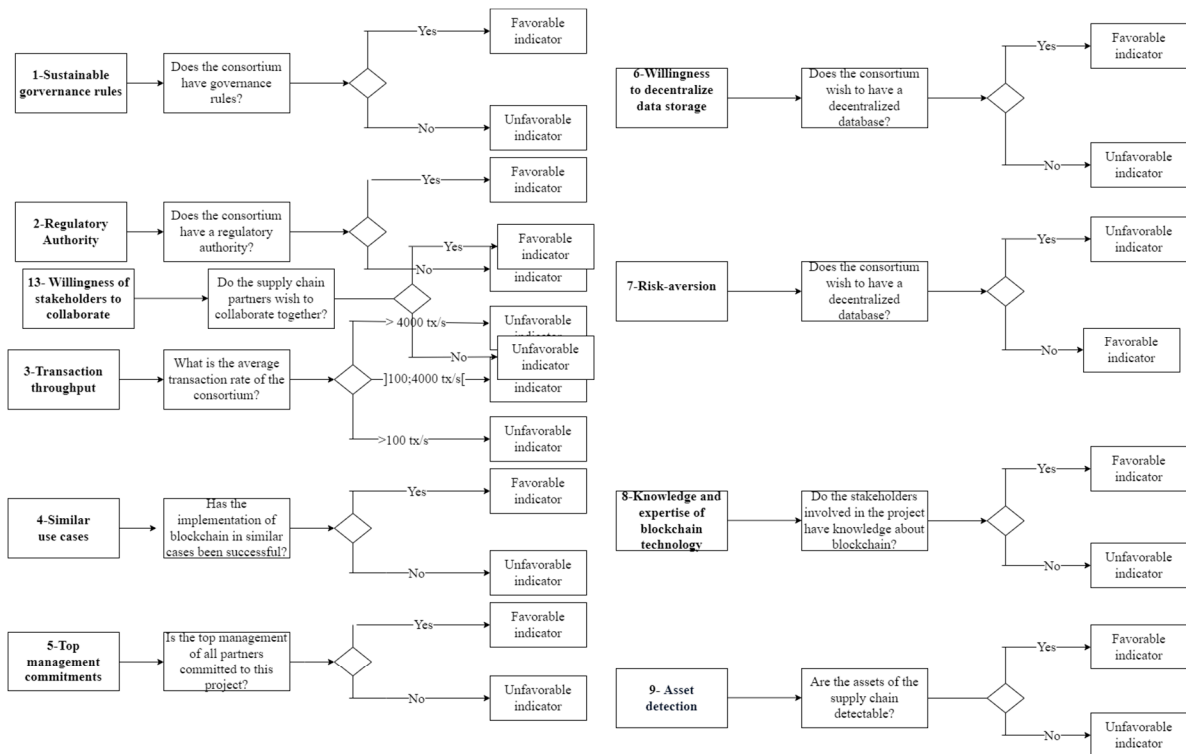 1-Sustainable
gorvernance rules
Does the consortium
have governance
rules?
Yes
Favorable
indicator
No
Unfavorable
indicator
2-Regulatory
Authority
Does the consortium
have a regulatory
authority?
Yes
Favorable
indicator
No
indicator
13- Willingness of
stakeholders to
collaborate
Do the supply chain
partners wish to
collaborate together?
Yes
Favorable
indicator
No
Unfavorable
indicator
3-Transaction
throughput
What is the average
transaction rate of the
consortium?
> 4000 tx/s
Unfavorable
]100;4000 tx/s[
indicator
>100 tx/s
Unfavorable
indicator
4-Similar
use cases
Has the
implementation of
blockchain in similar
cases been successful?
Yes
Favorable
indicator
No
Unfavorable
indicator
5-Top
management
commitments
Is the top management
of all partners
committed to this
project?
Yes
Favorable
indicator
No
Unfavorable
indicator
6-Willingness
to decentralize
data storage
Does the consortium
wish to have a
decentralized
database?
Yes
Favorable
indicator
No
Unfavorable
indicator
7-Risk-aversion
Does the consortium
wish to have a
decentralized
database?
Yes
Unfavorable
indicator
No
Favorable
indicator
8-Knowledge and
expertise of
blockchain
technology
Do the stakeholders
involved in the project
have knowledge about
blockchain?
Yes
Favorable
indicator
No
Unfavorable
indicator
9- Asset
detection
Are the assets of the
supply chain
detectable?
Yes
Favorable
indicator
No
Unfavorable
indicator